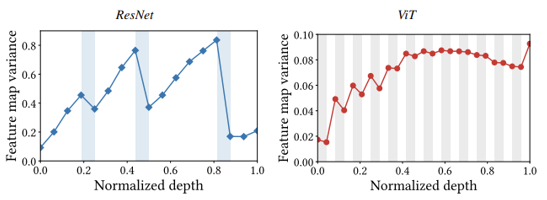 ResNet
Feature map variance
0.8
0.6
0.4
0.2
0.0
0.0 0.2 0.4 0.6 0.8 1.0
Normalized depth
ViT
Feature map variance
0.10
0.08
0.06
0.04
0.02
0.00
0.0 0.2 0.4 0.6 0.8 1.0
Normalized depth